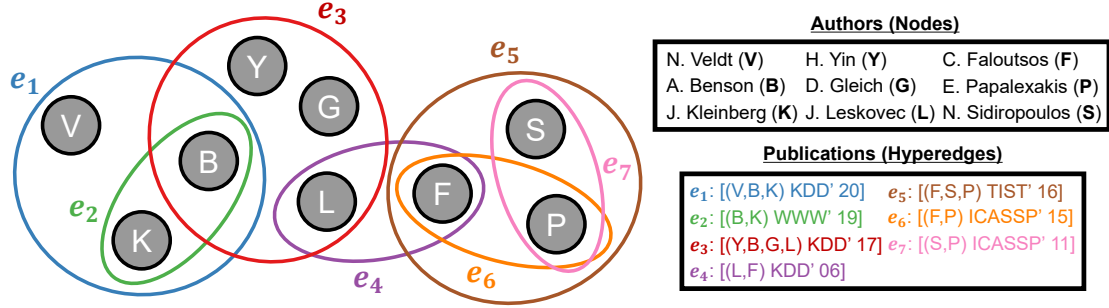 e1
V
K
e2
B
e3
Y
G
L
e4
e5
F
S
P
e6
e7
Authors (Nodes)
N. Veldt (V) H. Yin (Y) C. Faloutsos (F)
A. Benson (B) D. Gleich (G) E. Papalexakis (P)
J. Kleinberg (K) J. Leskovec (L) N. Sidiropoulos (S)
Publications (Hyperedges)
e1: [(V,B,K) KDD' 20] e5: [(F,S,P) TIST' 16]
e2: [(B,K) WWW' 19] e6: [(F,P) ICASSP' 15]
e3: [(Y,B,G,L) KDD' 17] e7: [(S,P) ICASSP' 11]
e4: [(L,F) KDD' 06]